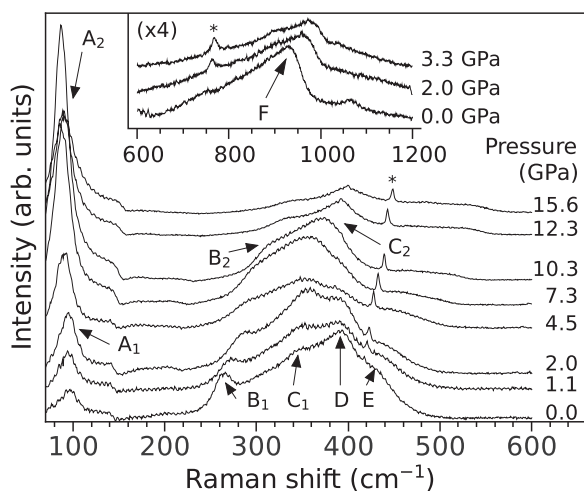 (x4)
*
A₂
3.3 GPa
2.0 GPa
0.0 GPa
F
600 800 1000 1200
Pressure
(GPa)
*
15.6
12.3
B₂
C₂
10.3
7.3
4.5
A₁
2.0
1.1
B₁ C₁ D E
0.0
100 200 300 400 500 600
Raman shift (cm⁻¹)
Intensity (arb. units)